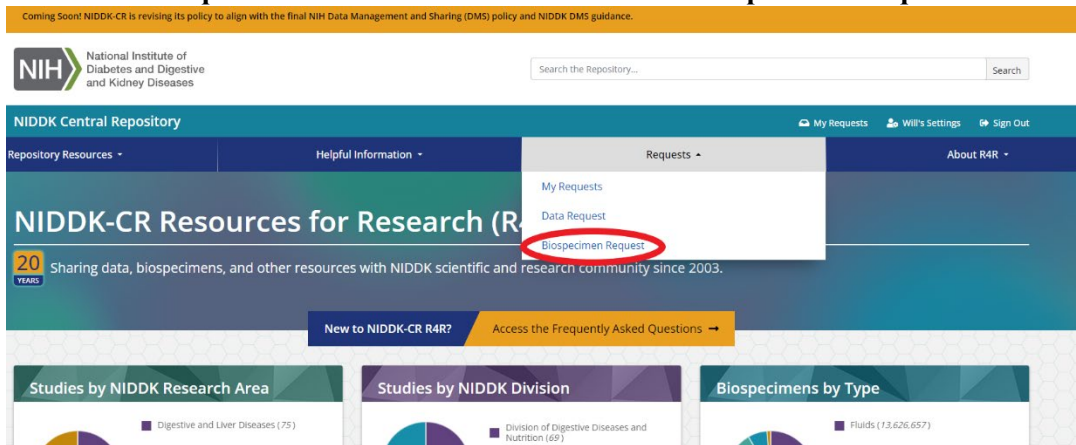 Coming Soon! NIDDK-CR is revising its policy to align with the final NIH Data Management and Sharing (DMS) policy and NIDDK DMS guidance.
NIH
National Institute of
Diabetes and Digestive
and Kidney Diseases
Search the Repository...
Search
NIDDK Central Repository
My Requests
Will's Settings
Sign Out
Repository Resources
Helpful Information
Requests
About R4R
My Requests
Data Request
Biospecimen Request
NIDDK-CR Resources for Research (R
20
YEARS
Sharing data, biospecimens, and other resources with NIDDK scientific and research community since 2003.
New to NIDDK-CR R4R?
Access the Frequently Asked Questions →
Studies by NIDDK Research Area
Digestive and Liver Diseases (75)
Studies by NIDDK Division
Division of Digestive Diseases and
Nutrition (69)
Biospecimens by Type
Fluids (13,626,657)